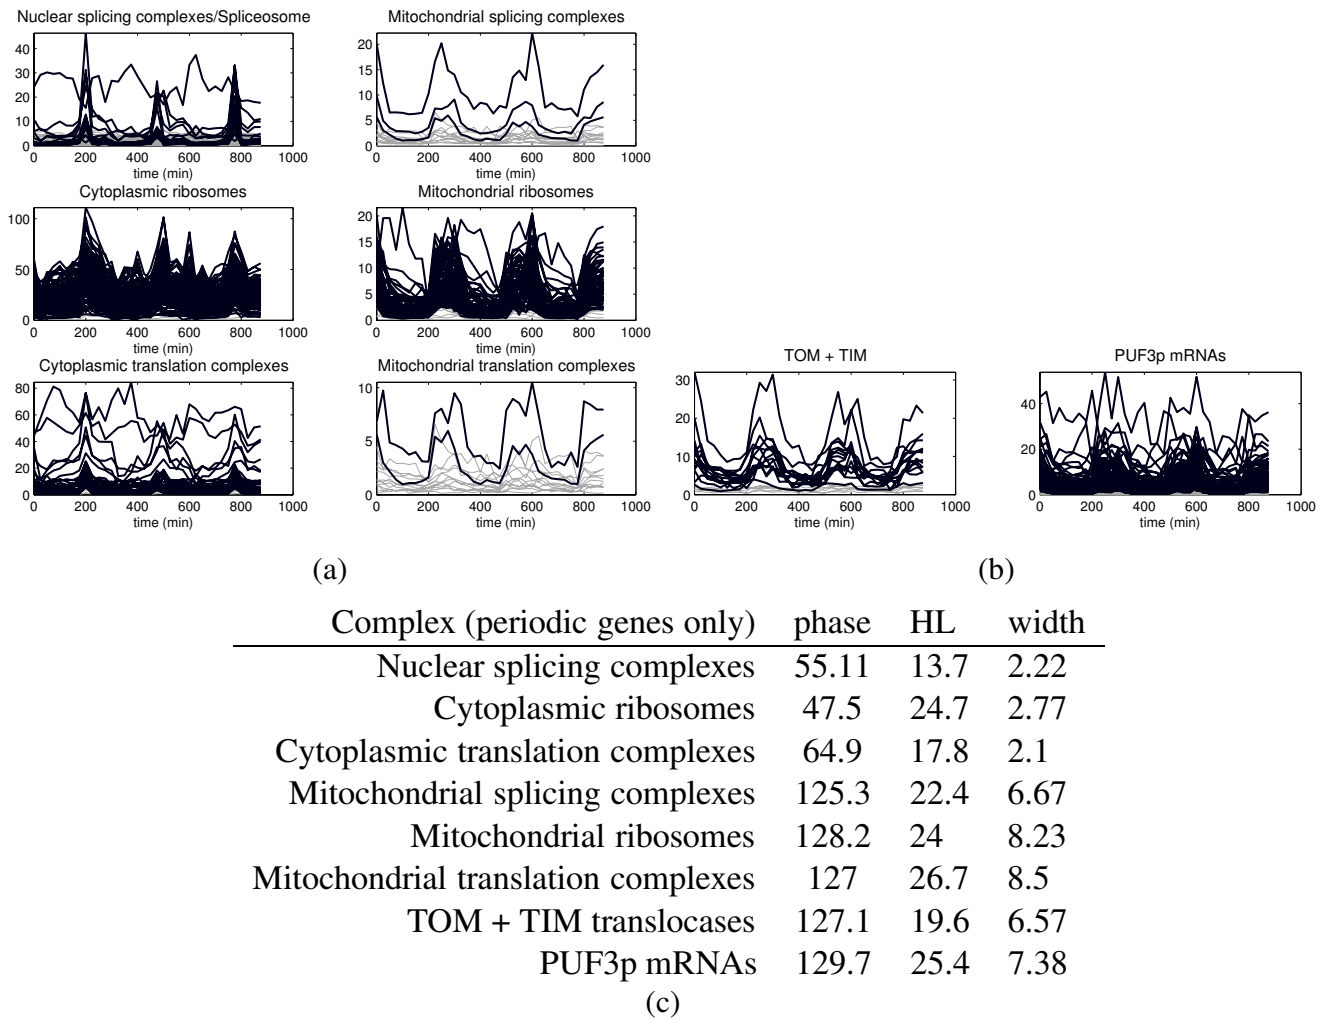 Nuclear splicing complexes/Spliceosome
40
30
20
10
0
0 200 400 600 800 1000
time (min)
Mitochondrial splicing complexes
20
15
10
5
0
0 200 400 600 800 1000
time (min)
Cytoplasmic ribosomes
100
50
0
0 200 400 600 800 1000
time (min)
Mitochondrial ribosomes
20
15
10
5
0
0 200 400 600 800 1000
time (min)
Cytoplasmic translation complexes
80
60
40
20
0
0 200 400 600 800 1000
time (min)
Mitochondrial translation complexes
10
5
0
0 200 400 600 800 1000
time (min)
TOM + TIM
30
20
10
0
0 200 400 600 800 1000
time (min)
PUF3p mRNAs
40
20
0
0 200 400 600 800 1000
time (min)
(a)
(b)
Complex (periodic genes only) phase HL width
Nuclear splicing complexes 55.11 13.7 2.22
Cytoplasmic ribosomes 47.5 24.7 2.77
Cytoplasmic translation complexes 64.9 17.8 2.1
Mitochondrial splicing complexes 125.3 22.4 6.67
Mitochondrial ribosomes 128.2 24 8.23
Mitochondrial translation complexes 127 26.7 8.5
TOM + TIM translocases 127.1 19.6 6.57
PUF3p mRNAs 129.7 25.4 7.38
(c)